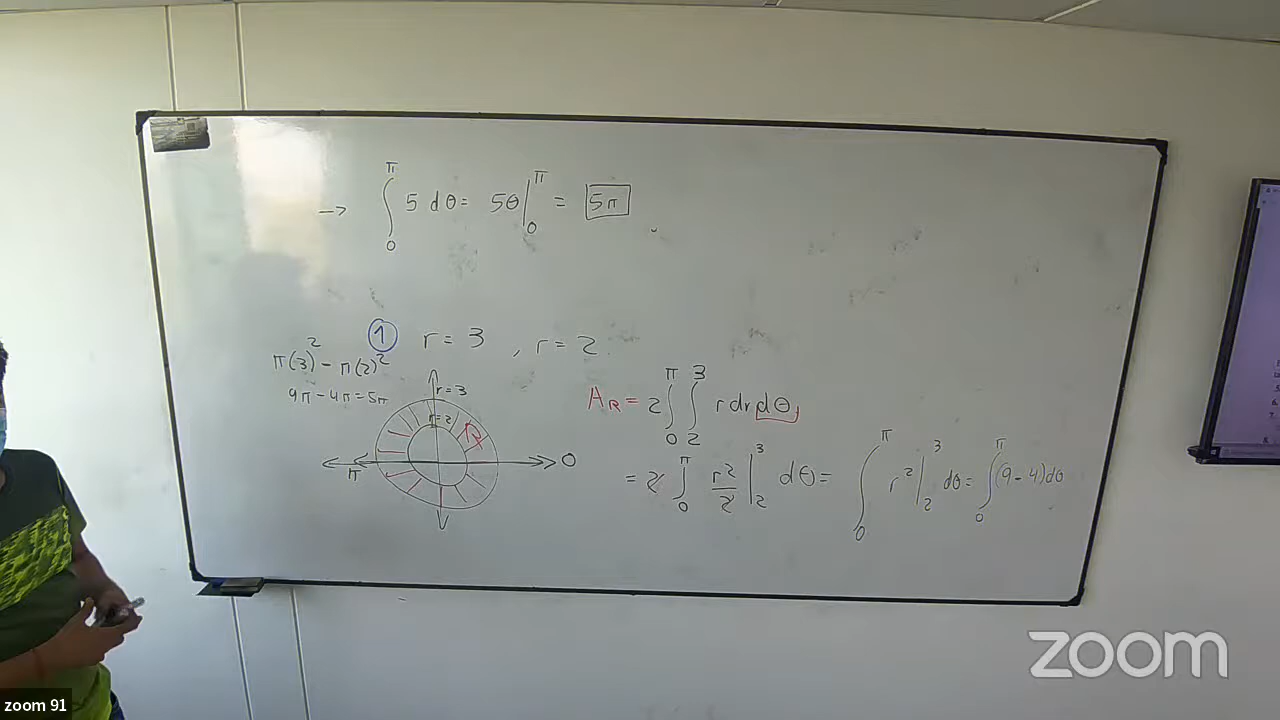 → ∫₀^π 5 dθ = 5θ |₀^π = 5π
① r = 3 , r = 2
π(3)² - π(2)²
9π - 4π = 5π
r = 3
r = 2
R
π
0
A_R = 2 ∫₀^π ∫₂³ r dr dθ
= 2 ∫₀^π r²/2 |₂³ dθ = ∫₀^π r² |₂³ dθ = ∫₀^π (9 - 4) dθ
zoom
zoom 91